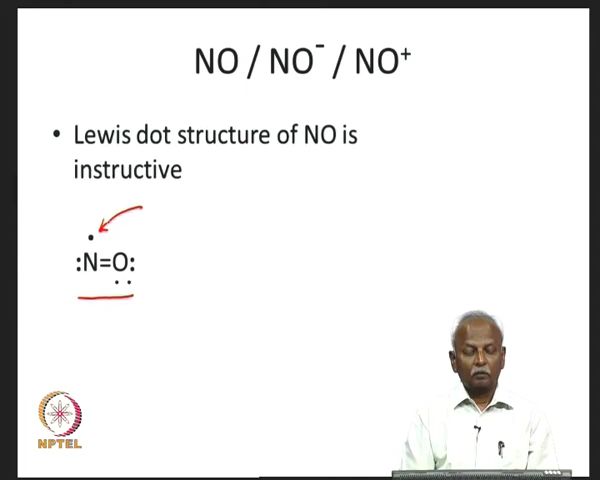 NO / NO⁻ / NO⁺
• Lewis dot structure of NO is
instructive
:N=O:
NPTEL